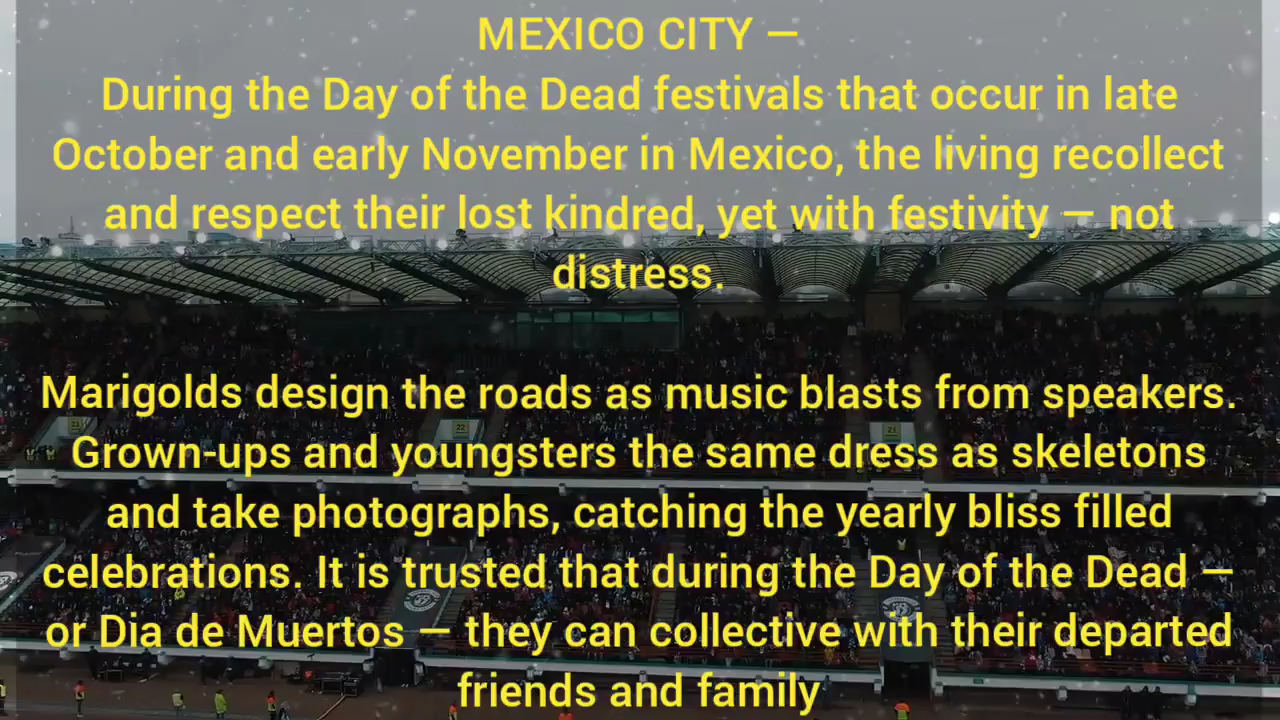 MEXICO CITY —
During the Day of the Dead festivals that occur in late
October and early November in Mexico, the living recollect
and respect their lost kindred, yet with festivity — not
distress.
Marigolds design the roads as music blasts from speakers.
23
22
21
Grown-ups and youngsters the same dress as skeletons
and take photographs, catching the yearly bliss filled
celebrations. It is trusted that during the Day of the Dead —
or Dia de Muertos — they can collective with their departed
friends and family